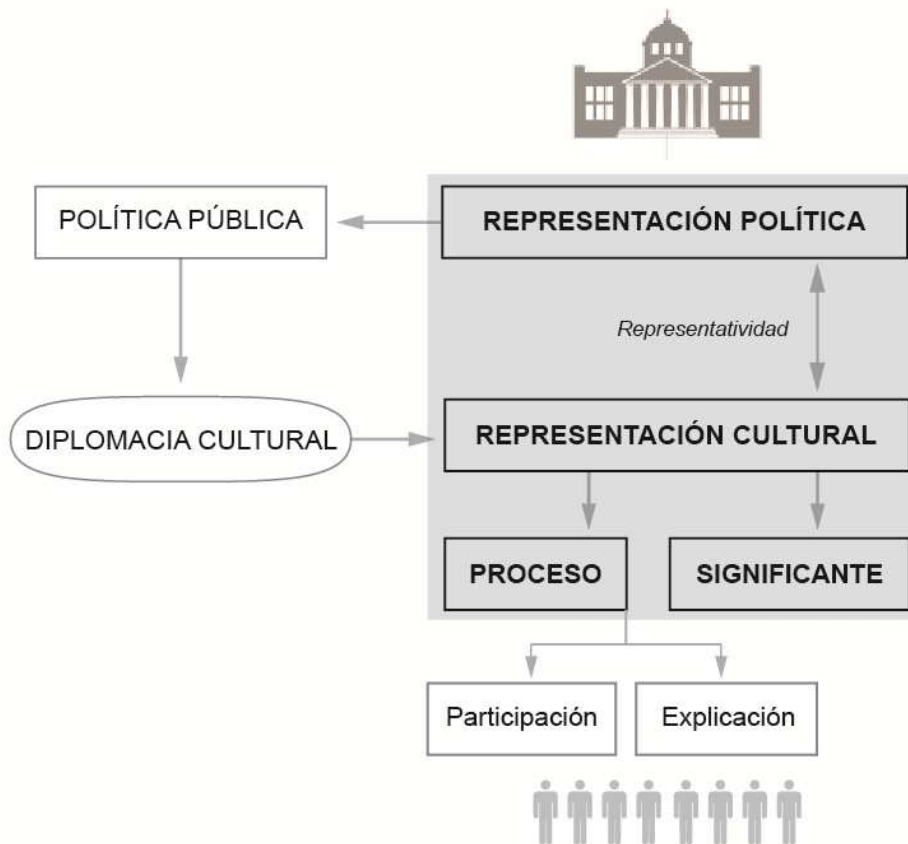 POLÍTICA PÚBLICA
REPRESENTACIÓN POLÍTICA
Representatividad
DIPLOMACIA CULTURAL
REPRESENTACIÓN CULTURAL
PROCESO
SIGNIFICANTE
Participación
Explicación